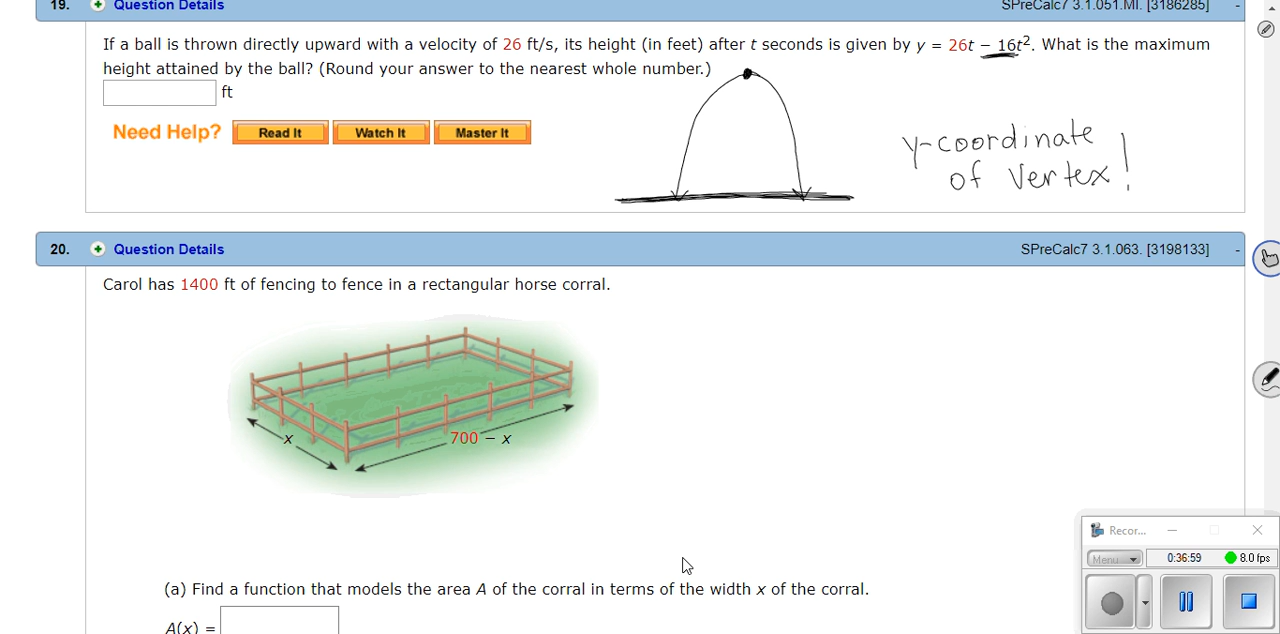 19. + Question Details SPreCalc7 3.1.051.MI. [3186285] -
If a ball is thrown directly upward with a velocity of 26 ft/s, its height (in feet) after t seconds is given by y = 26t − 16t². What is the maximum
height attained by the ball? (Round your answer to the nearest whole number.)
ft
Need Help? Read It Watch It Master It
y-coordinate
of vertex!
20. + Question Details SPreCalc7 3.1.063. [3198133] -
Carol has 1400 ft of fencing to fence in a rectangular horse corral.
x
700 − x
Recor...
Menu 0:36:59 8.0 fps
(a) Find a function that models the area A of the corral in terms of the width x of the corral.
A(x) =